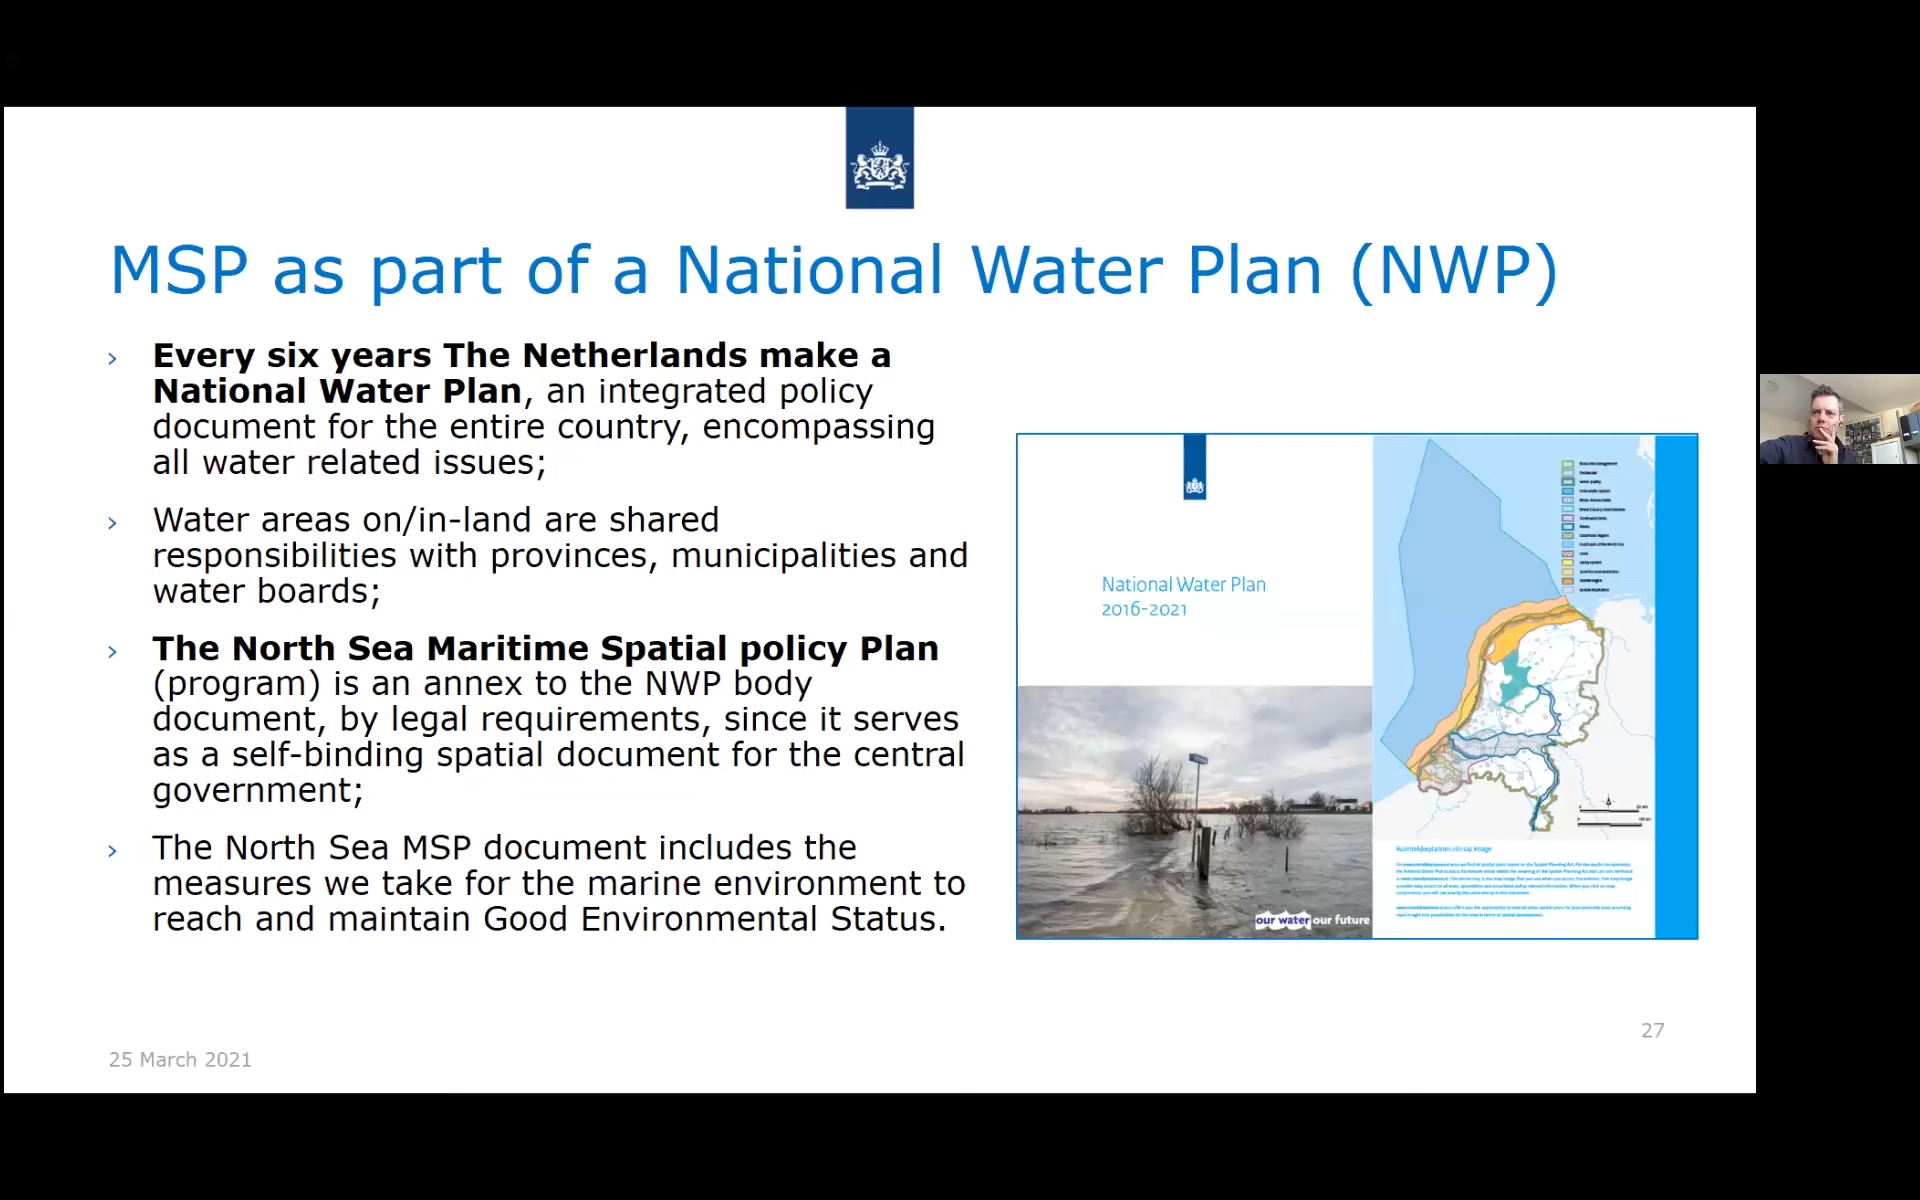 MSP as part of a National Water Plan (NWP)
› Every six years The Netherlands make a
National Water Plan, an integrated policy
document for the entire country, encompassing
all water related issues;
› Water areas on/in-land are shared
responsibilities with provinces, municipalities and
water boards;
› The North Sea Maritime Spatial policy Plan
(program) is an annex to the NWP body
document, by legal requirements, since it serves
as a self-binding spatial document for the central
government;
› The North Sea MSP document includes the
measures we take for the marine environment to
reach and maintain Good Environmental Status.
National Water Plan
2016-2021
our water our future
25 March 2021
27